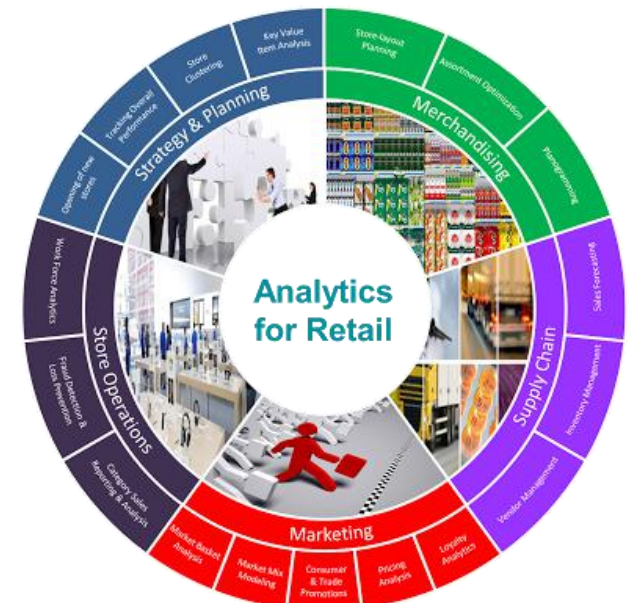 Analytics
for Retail
Strategy & Planning
Opening of new
stores
Tracking Overall
Performance
Store
Clustering
Key Value
Item Analysis
Merchandising
Store-layout
Planning
Assortment Optimization
Planogramming
Supply Chain
Sales Forecasting
Inventory Management
Vendor Management
Marketing
Loyalty
Analytics
Pricing
Analysis
Consumer
& Trade
Promotions
Market Mix
Modeling
Market Basket
Analysis
Store Operations
Category Sales
Reporting & Analysis
Fraud Detection &
Loss Prevention
Work Force Analytics